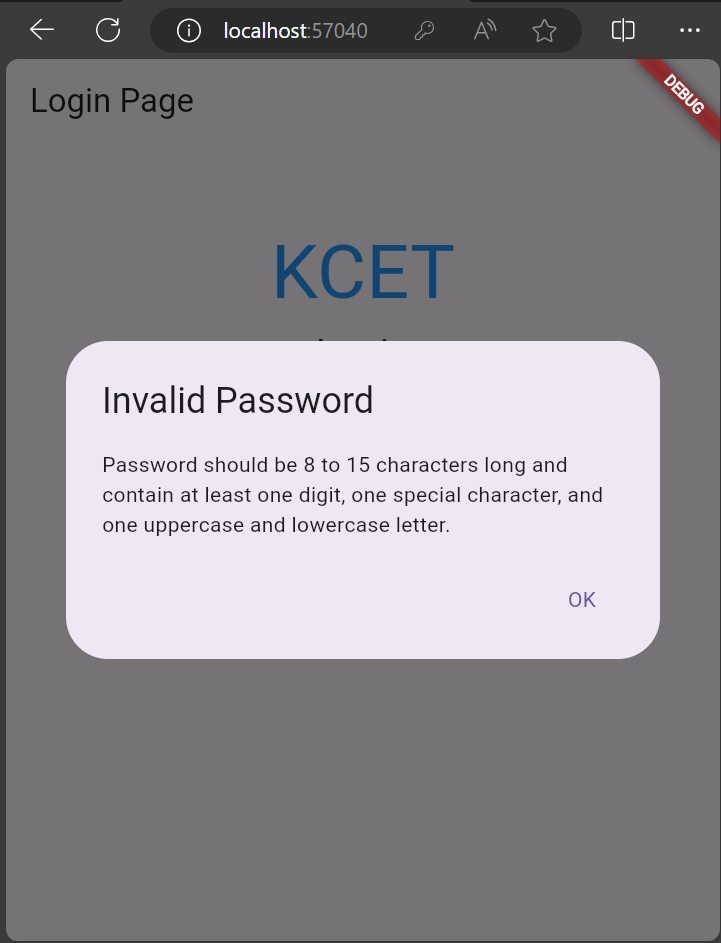 localhost:57040
Login Page
DEBUG
KCET
Invalid Password
Password should be 8 to 15 characters long and
contain at least one digit, one special character, and
one uppercase and lowercase letter.
OK